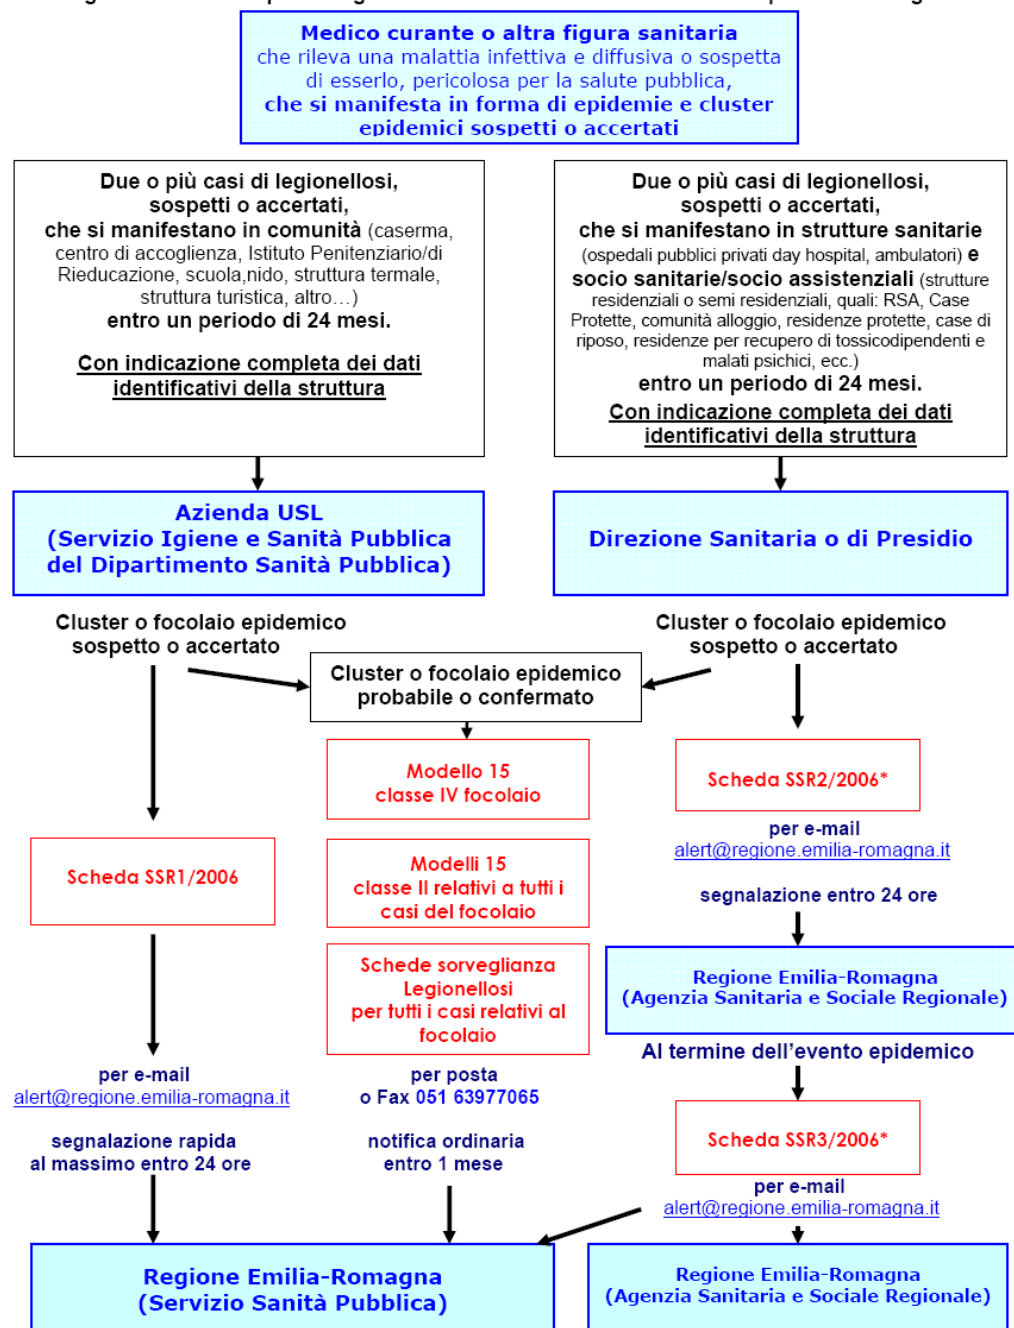 Medico curante o altra figura sanitaria
che rileva una malattia infettiva e diffusiva o sospetta
di esserlo, pericolosa per la salute pubblica,
che si manifesta in forma di epidemie e cluster
epidemici sospetti o accertati
Due o più casi di legionellosi,
sospetti o accertati,
che si manifestano in comunità (caserma,
centro di accoglienza, Istituto Penitenziario/di
Rieducazione, scuola,nido, struttura termale,
struttura turistica, altro…)
entro un periodo di 24 mesi.
Con indicazione completa dei dati
identificativi della struttura
Due o più casi di legionellosi,
sospetti o accertati,
che si manifestano in strutture sanitarie
(ospedali pubblici privati day hospital, ambulatori) e
socio sanitarie/socio assistenziali (strutture
residenziali o semi residenziali, quali: RSA, Case
Protette, comunità alloggio, residenze protette, case di
riposo, residenze per recupero di tossicodipendenti e
malati psichici, ecc.)
entro un periodo di 24 mesi.
Con indicazione completa dei dati
identificativi della struttura
Azienda USL
(Servizio Igiene e Sanità Pubblica
del Dipartimento Sanità Pubblica)
Direzione Sanitaria o di Presidio
Cluster o focolaio epidemico
sospetto o accertato
Cluster o focolaio epidemico
sospetto o accertato
Cluster o focolaio epidemico
probabile o confermato
Modello 15
classe IV focolaio
Scheda SSR2/2006*
per e-mail
alert@regione.emilia-romagna.it
segnalazione entro 24 ore
Scheda SSR1/2006
Modelli 15
classe II relativi a tutti i
casi del focolaio
Schede sorveglianza
Legionellosi
per tutti i casi relativi al
focolaio
Regione Emilia-Romagna
(Agenzia Sanitaria e Sociale Regionale)
Al termine dell'evento epidemico
per e-mail
alert@regione.emilia-romagna.it
segnalazione rapida
al massimo entro 24 ore
per posta
o Fax 051 63977065
notifica ordinaria
entro 1 mese
Scheda SSR3/2006*
per e-mail
alert@regione.emilia-romagna.it
Regione Emilia-Romagna
(Servizio Sanità Pubblica)
Regione Emilia-Romagna
(Agenzia Sanitaria e Sociale Regionale)